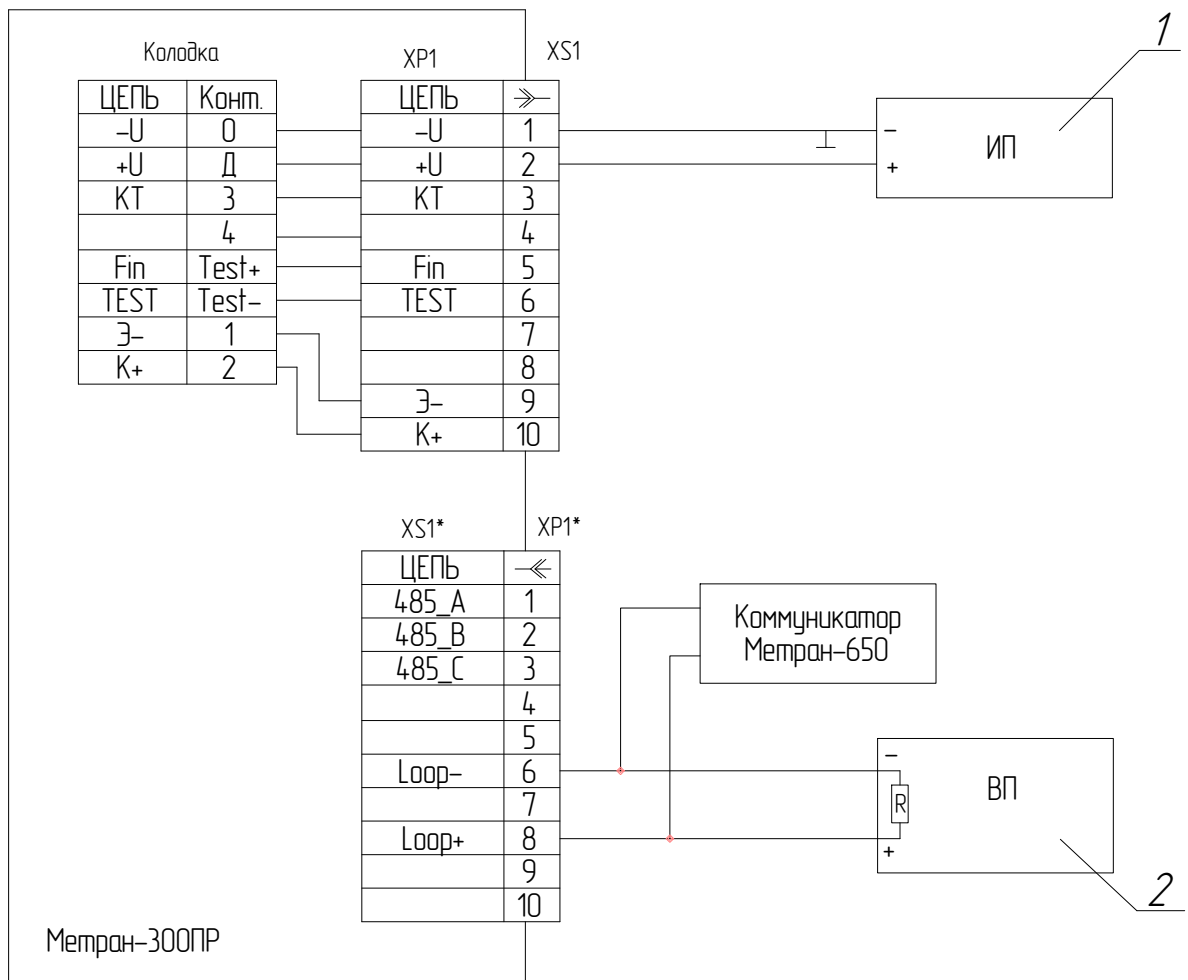 1
Колодка XP1 XS1
ЦЕПЬ Конт. ЦЕПЬ
-U 0 -U 1
+U Д +U 2
КТ 3 КТ 3
4 4
Fin Test+ Fin 5
TEST Test- TEST 6
Э- 1 7
К+ 2 8
Э- 9
К+ 10
-
+
ИП
XS1* XP1*
ЦЕПЬ
485_A 1
485_B 2
485_C 3
4
5
Loop- 6
7
Loop+ 8
9
10
Коммуникатор
Метран-650
-
R
+
ВП
2
Метран-300ПР